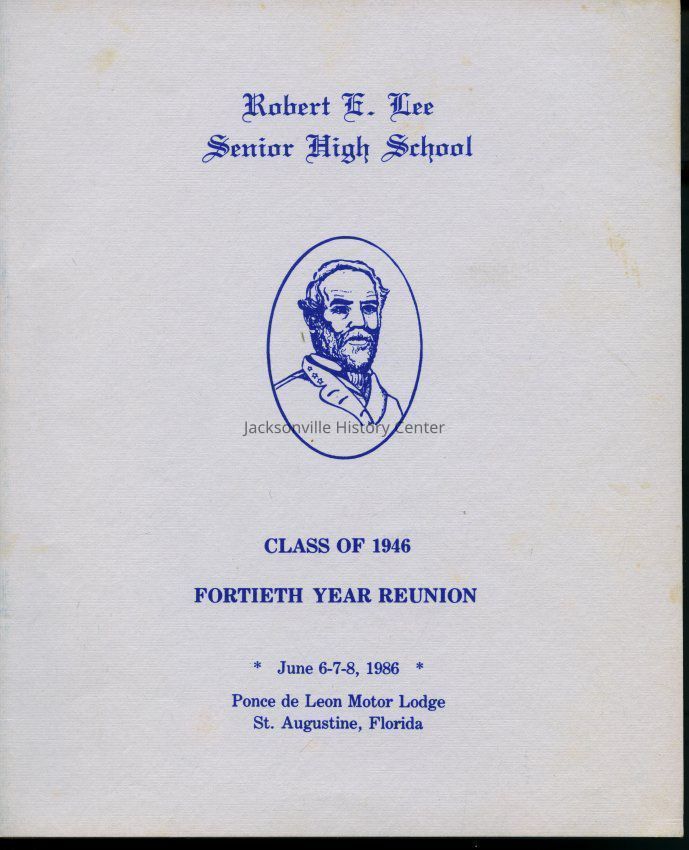 Robert E. Lee
Senior High School
Jacksonville History Center
CLASS OF 1946
FORTIETH YEAR REUNION
* June 6-7-8, 1986 *
Ponce de Leon Motor Lodge
St. Augustine, Florida